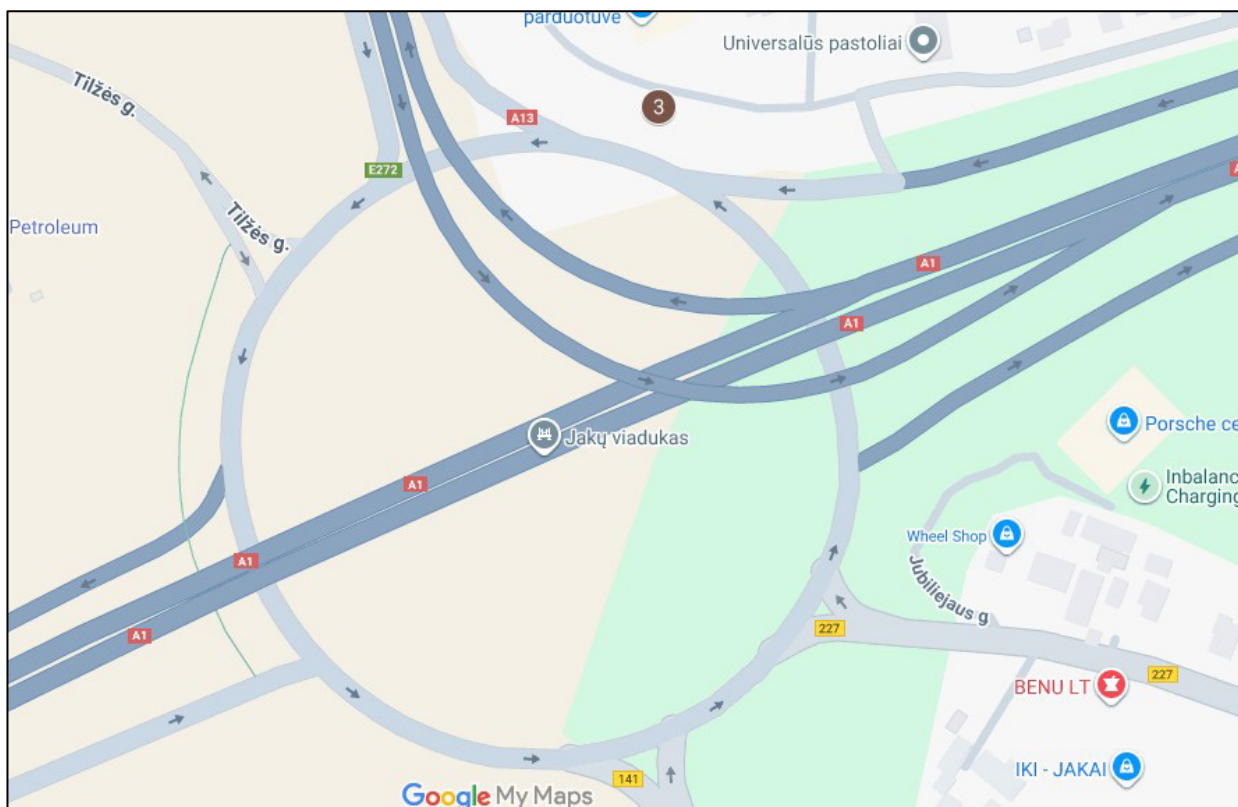 parduotuvė
Universalūs pastoliai
3
Tilžės g.
A13
E272
Tilžės g.
Petroleum
A1
A1
Jakų viadukas
A1
Porsche ce
Inbalanc
Charging
Wheel Shop
A1
Jubiliejaus g
A1
227
227
BENU LT
141
IKI - JAKAI
Google My Maps